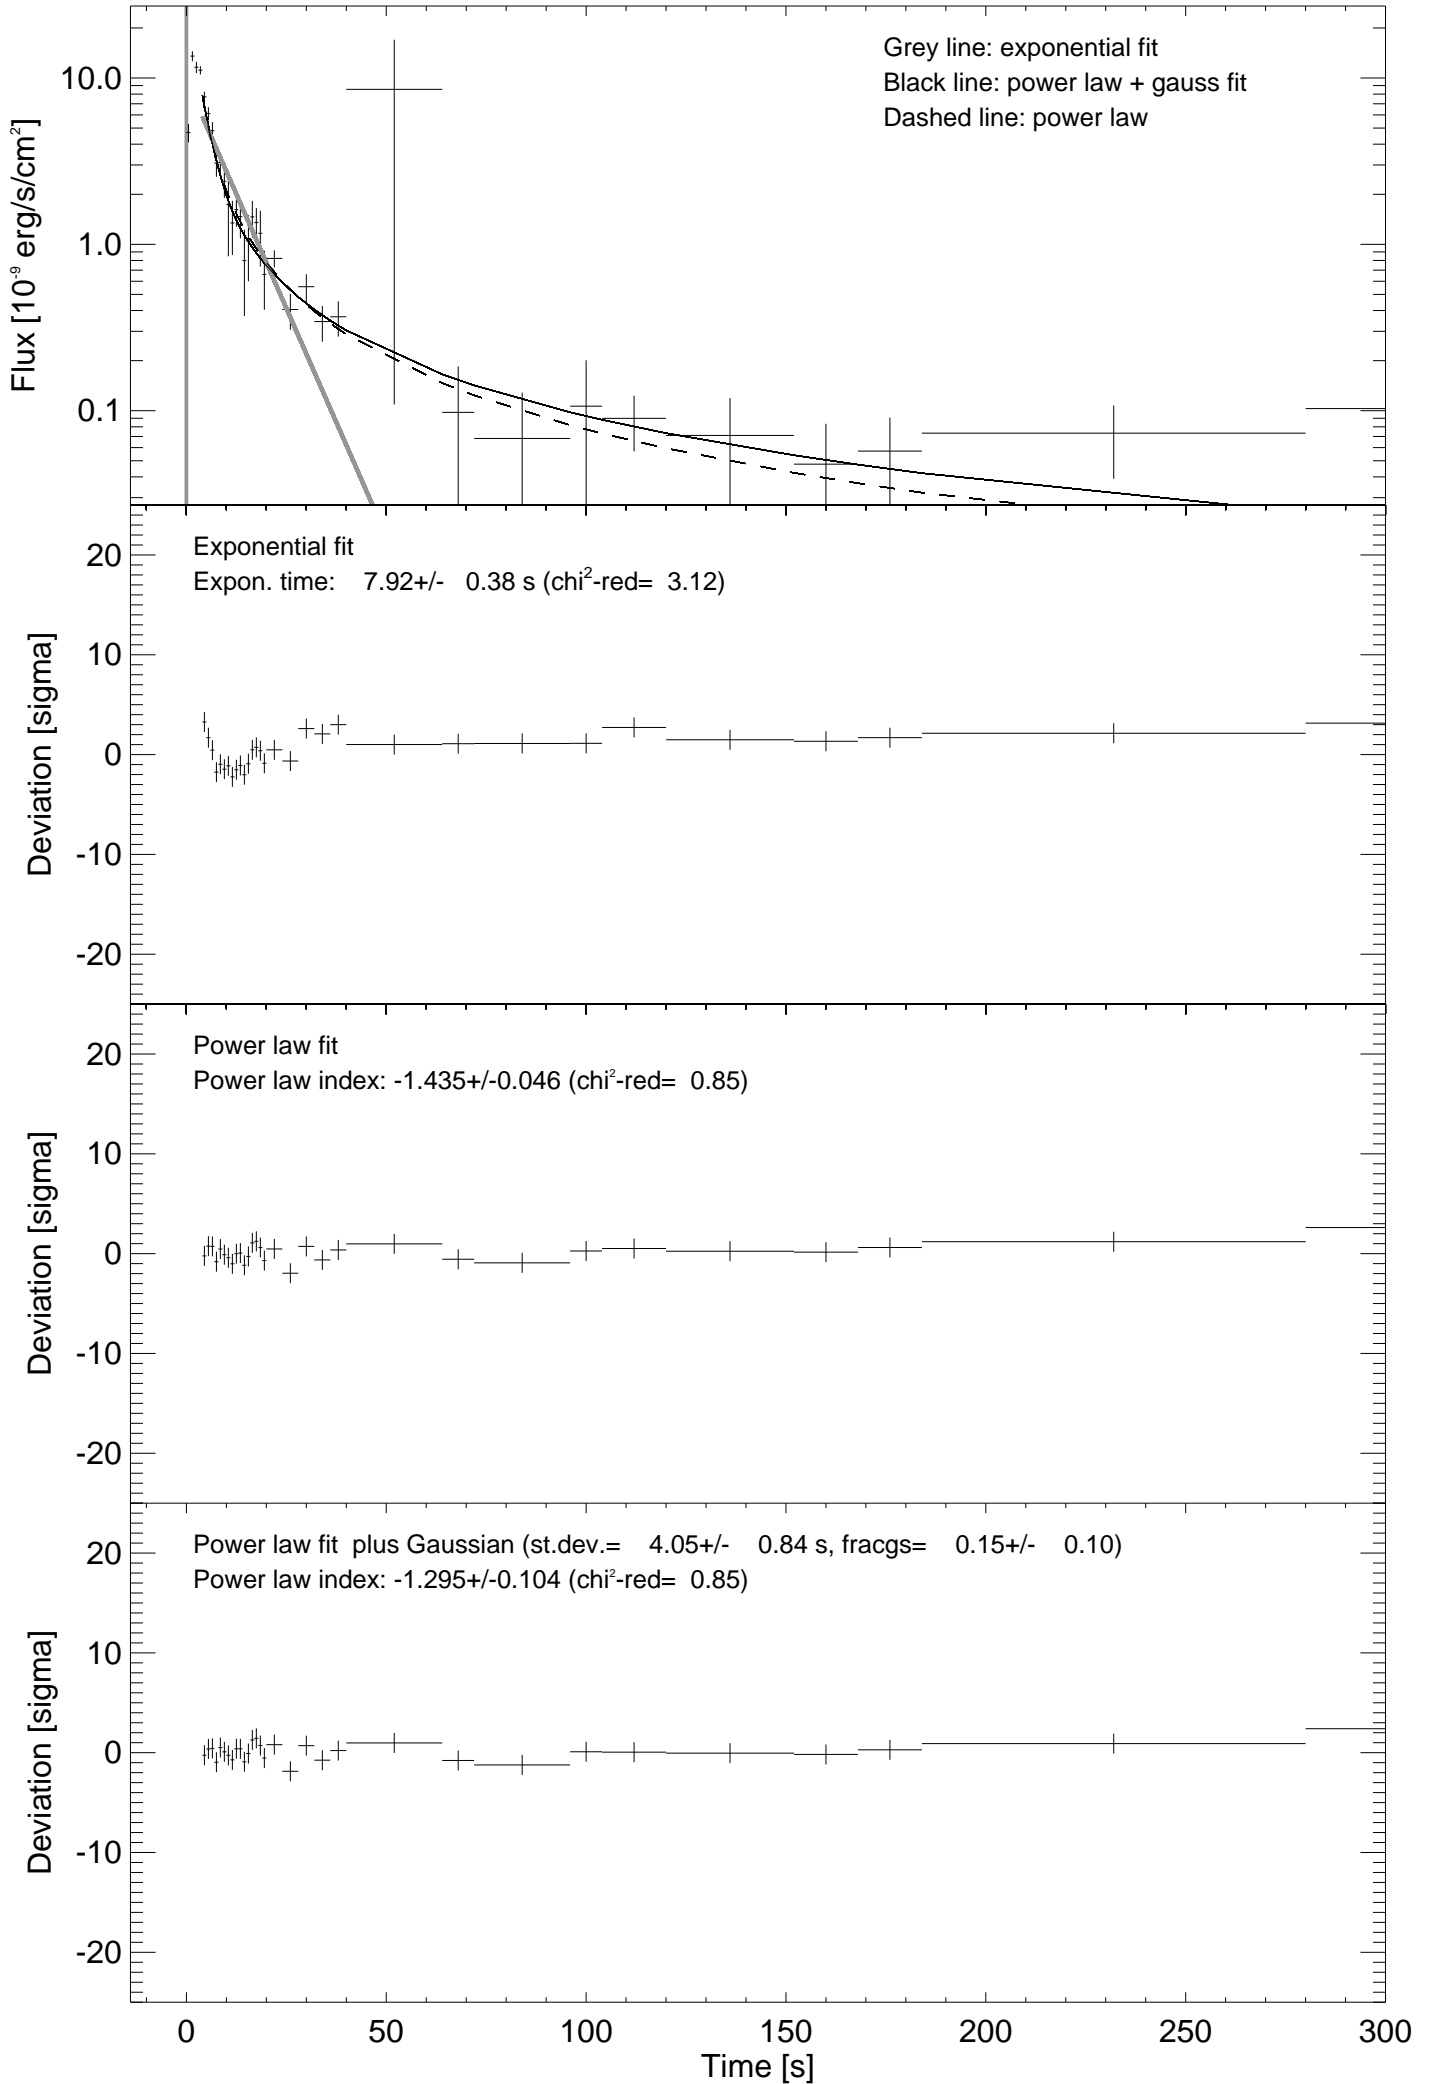 Grey line: exponential fit
Black line: power law + gauss fit
Dashed line: power law
10.0
1.0
0.1
Flux [10⁻⁹ erg/s/cm²]
Exponential fit
Expon. time: 7.92+/- 0.38 s (chi²-red= 3.12)
20
10
0
-10
-20
Deviation [sigma]
Power law fit
Power law index: -1.435+/-0.046 (chi²-red= 0.85)
20
10
0
-10
-20
Deviation [sigma]
Power law fit plus Gaussian (st.dev.= 4.05+/- 0.84 s, fracgs= 0.15+/- 0.10)
Power law index: -1.295+/-0.104 (chi²-red= 0.85)
20
10
0
-10
-20
Deviation [sigma]
0 50 100 150 200 250 300
Time [s]